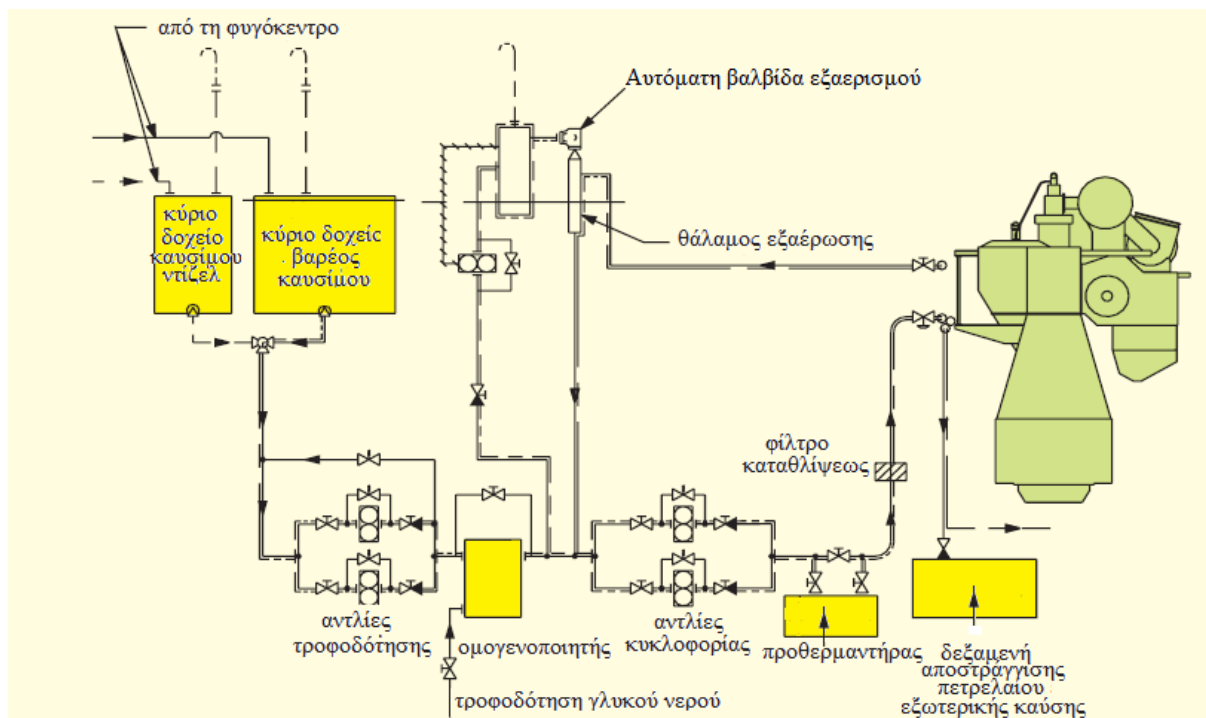 από τη φυγόκεντρο
Αυτόματη βαλβίδα εξαερισμού
κύριο
δοχείο
καυσίμου
ντίζελ
κύριο δοχείς
βαρέος
καυσίμου
θάλαμος εξαέρωσης
φίλτρο
καταθλίψεως
αντλίες
τροφοδότησης
ομογενοποιητής
αντλίες
κυκλοφορίας
προθερμαντήρας
δεξαμενή
αποστράγγισης
πετρελαίου
εξωτερικής καύσης
τροφοδότηση γλυκού νερού